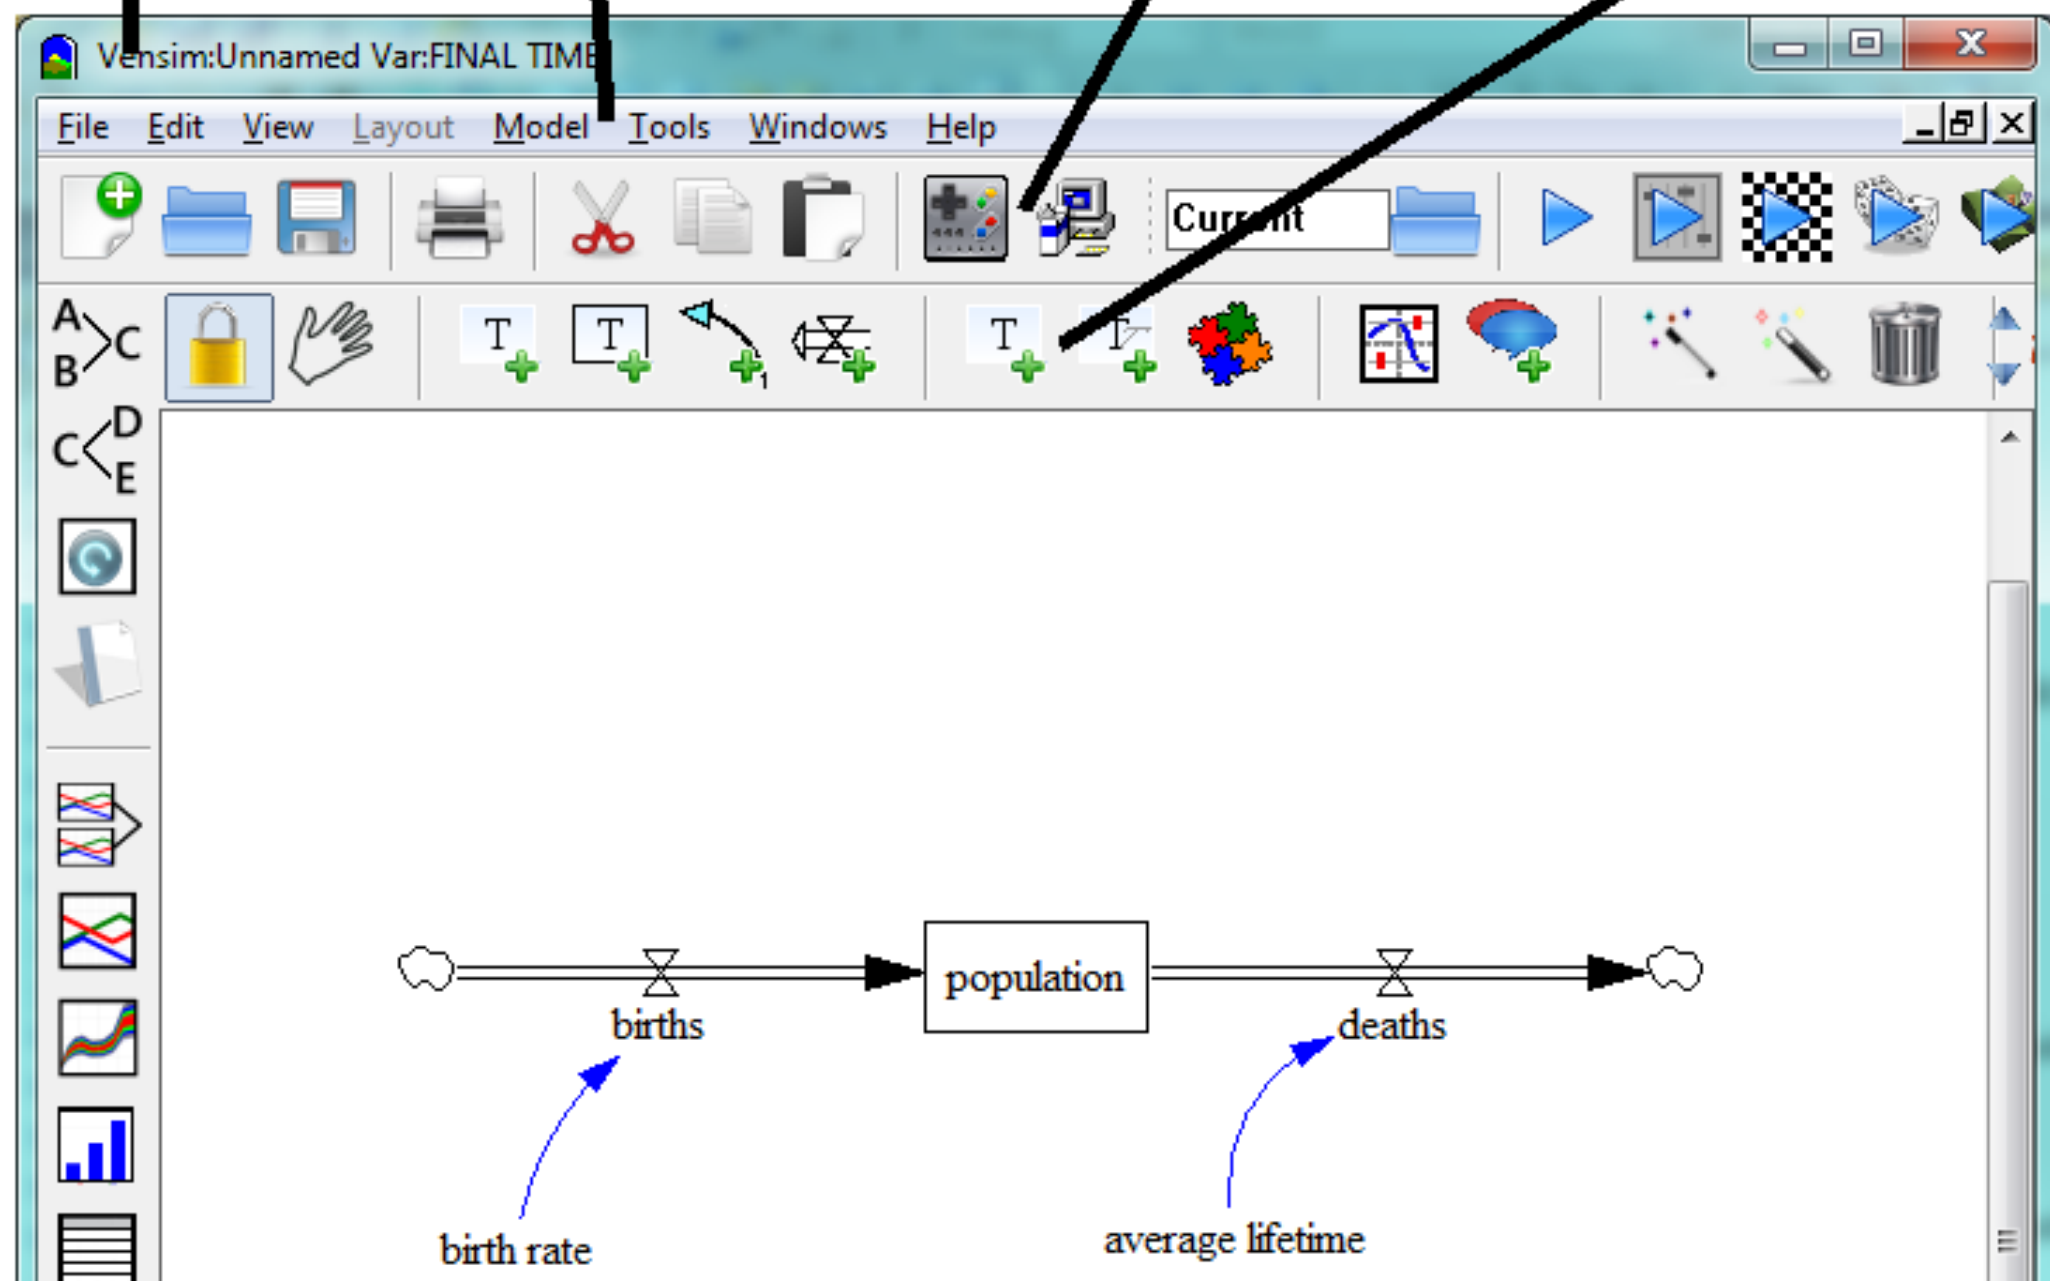 Vensim:Unnamed Var:FINAL TIME
File Edit View Layout Model Tools Windows Help
Current
A
B C
T T T T
1
D
C E
population
births deaths
birth rate average lifetime